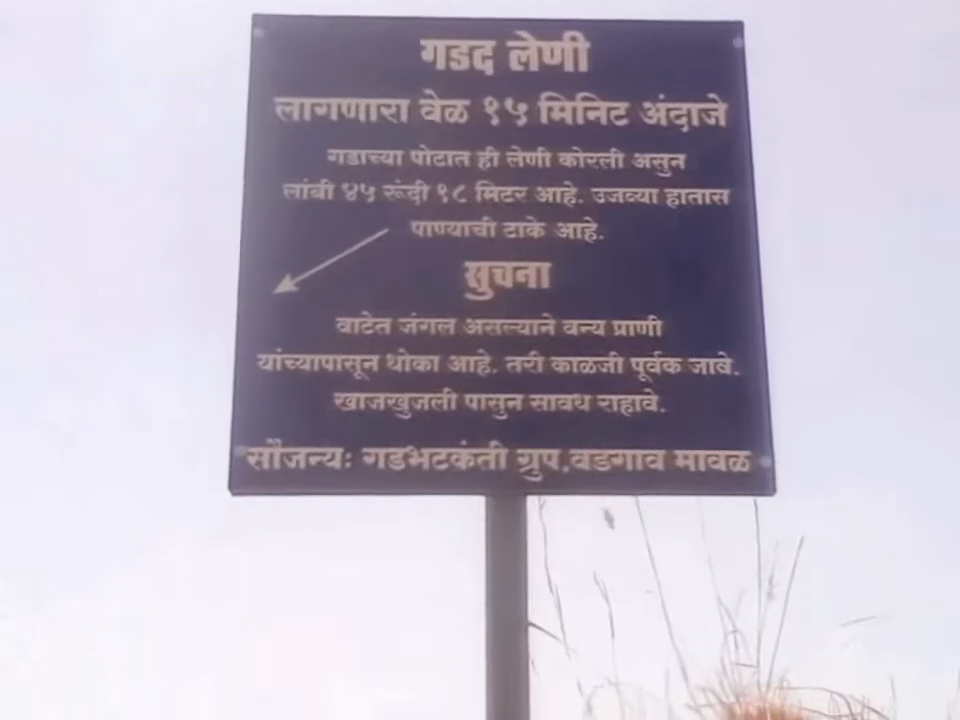 गडद लेणी
लागणारा वेळ १५ मिनिट अंदाजे
गडाच्या पोटात ही लेणी कोरली असुन
लांबी ४५ रूंदी १८ मिटर आहे. उजव्या हातास
पाण्याची टाके आहे.
सुचना
वाटेत जंगल असल्याने वन्य प्राणी
यांच्यापासून धोका आहे. तरी काळजी पूर्वक जावे.
खाजखुजली पासुन सावध राहावे.
सौजन्यः गडभटकंती ग्रुप,वडगाव मावळ